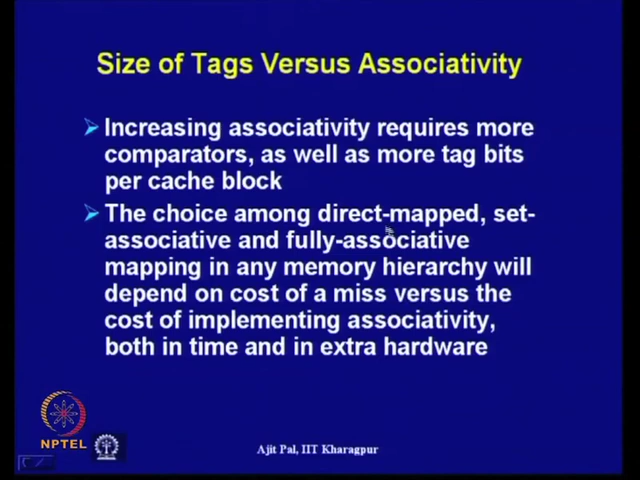 Size of Tags Versus Associativity
Increasing associativity requires more
comparators, as well as more tag bits
per cache block
The choice among direct-mapped, set-
associative and fully-associative
mapping in any memory hierarchy will
depend on cost of a miss versus the
cost of implementing associativity,
both in time and in extra hardware
NPTEL
Ajit Pal, IIT Kharagpur